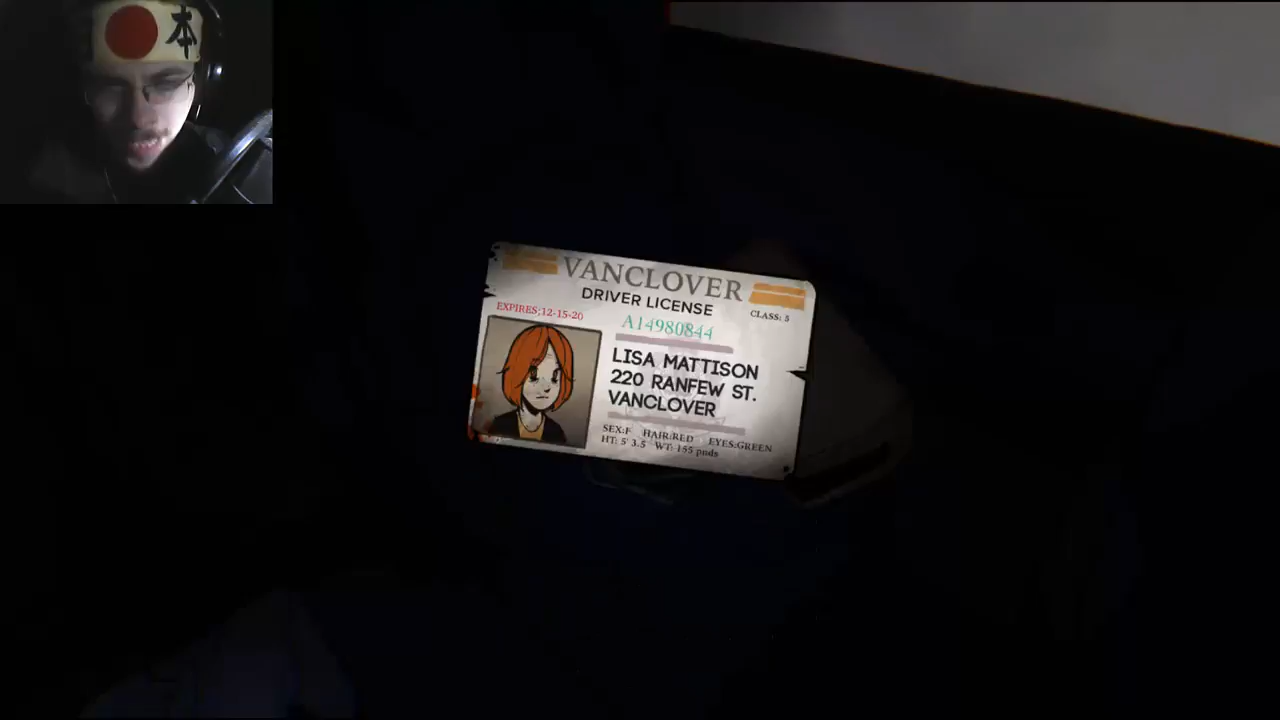 本
VANCLOVER
DRIVER LICENSE
EXPIRES;12-15-20
CLASS: 5
A14980844
LISA MATTISON
220 RANFEW ST.
VANCLOVER
SEX:F HAIR:RED EYES:GREEN
HT: 5' 3.5 WT: 155 pnds